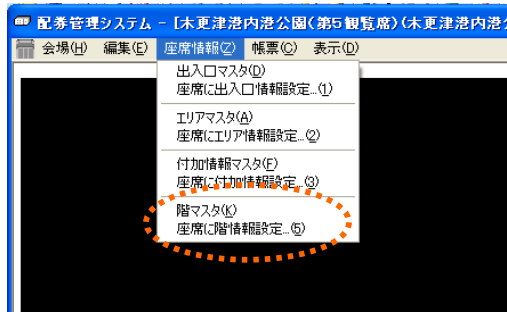 配券管理システム - [木更津港内港公園(第5観覧席)(木更津港内港
会場(H) 編集(E) 座席情報(Z) 帳票(C) 表示(D)
出入口マスタ(D)
座席に出入口情報設定...(1)
エリアマスタ(A)
座席にエリア情報設定...(2)
付加情報マスタ(F)
座席に付加情報設定...(3)
階マスタ(K)
座席に階情報設定...(5)